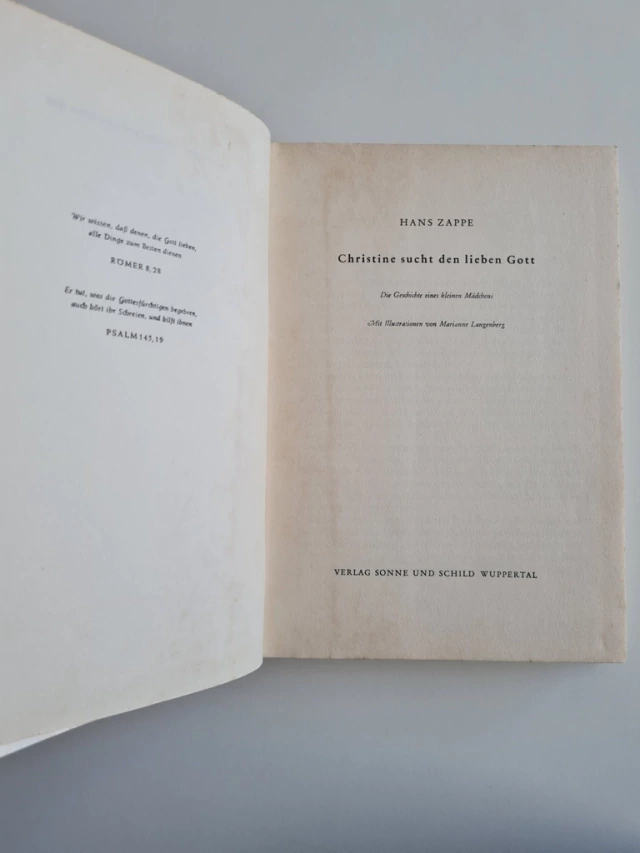 Wir wissen, daß denen, die Gott lieben,
alle Dinge zum Besten dienen
RÖMER 8, 28
Er tut, was die Gottesfürchtigen begehren,
auch hört ihr Schreien, und hilft ihnen
PSALM 145, 19
HANS ZAPPE
Christine sucht den lieben Gott
Die Geschichte eines kleinen Mädchens
Mit Illustrationen von Marianne Langenberg
VERLAG SONNE UND SCHILD WUPPERTAL